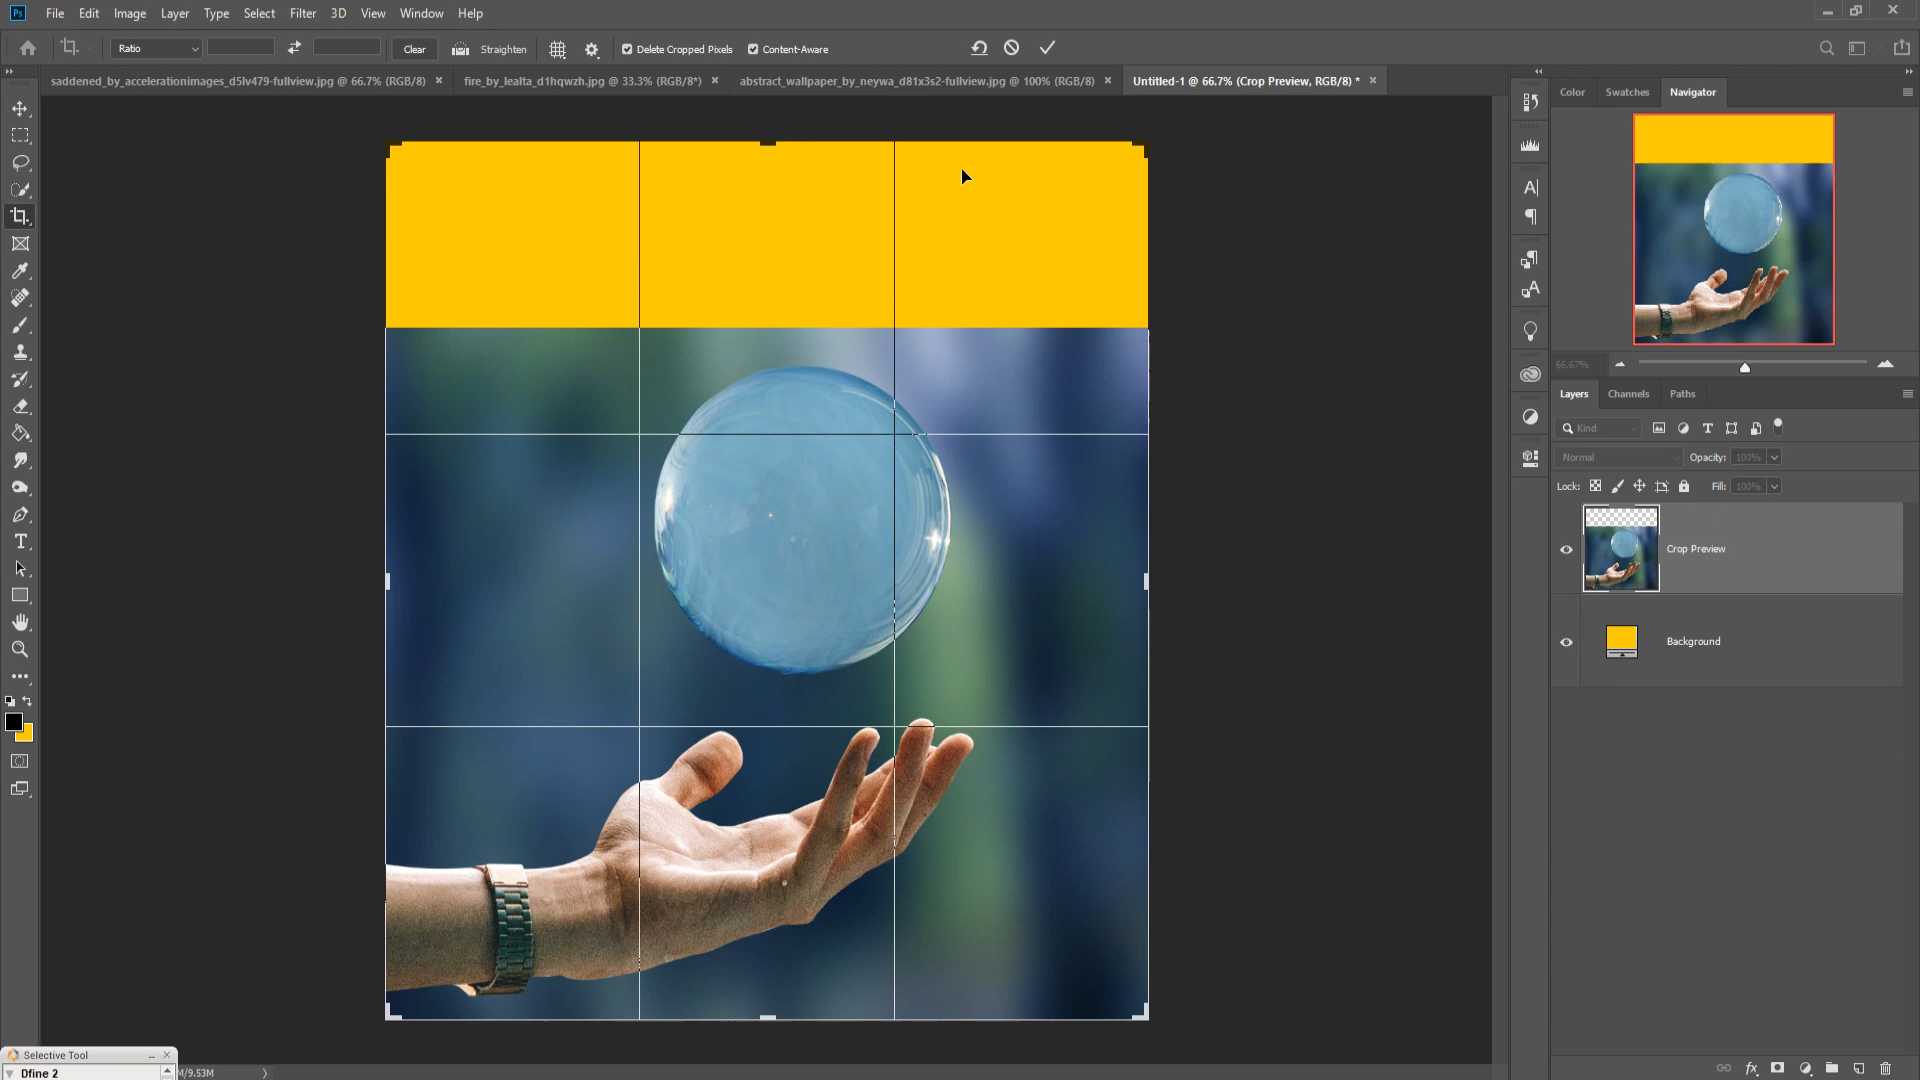 Ps File Edit Image Layer Type Select Filter 3D View Window Help
Ratio Clear Straighten Delete Cropped Pixels Content-Aware
saddened_by_accelerationimages_d5lv479-fullview.jpg @ 66.7% (RGB/8) fire_by_lealta_d1hqwzh.jpg @ 33.3% (RGB/8*) abstract_wallpaper_by_neywa_d81x3s2-fullview.jpg @ 100% (RGB/8) Untitled-1 @ 66.7% (Crop Preview, RGB/8) *
Color Swatches Navigator
66.67%
Layers Channels Paths
Kind
Normal Opacity: 100%
Lock: Fill: 100%
Crop Preview
Background
Selective Tool
Dfine 2
M/9.53M